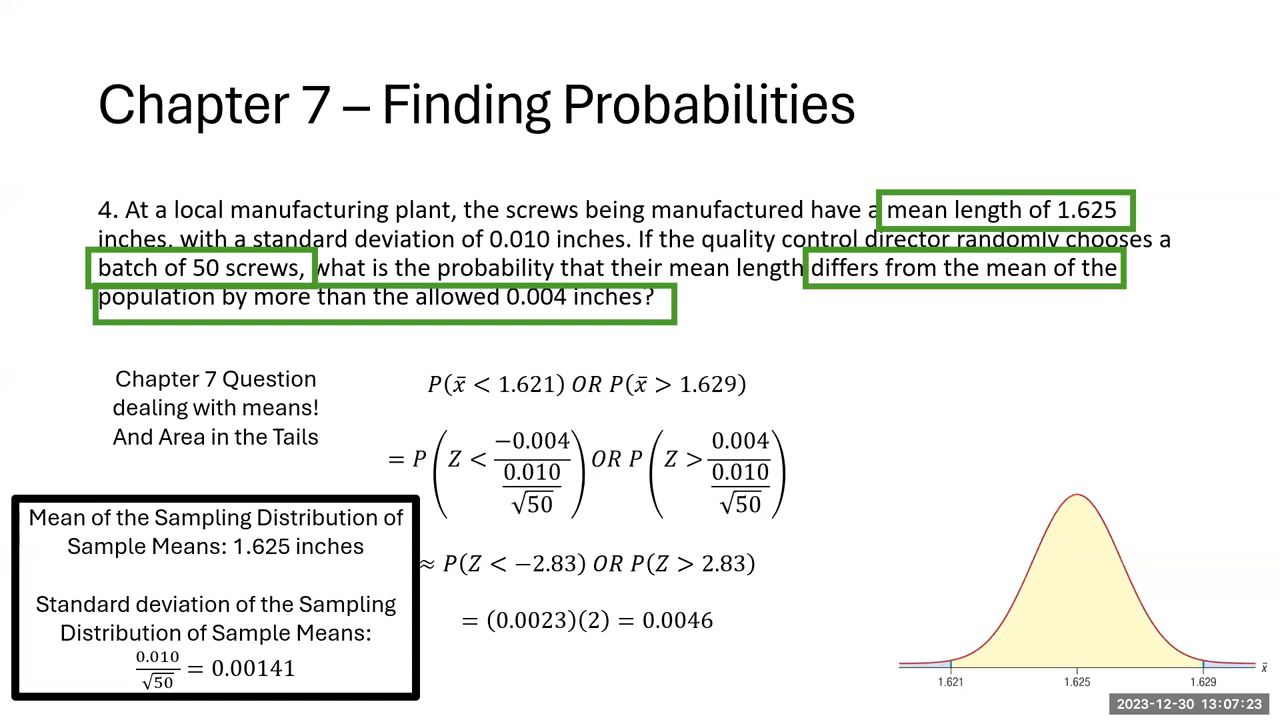 Chapter 7 – Finding Probabilities
4. At a local manufacturing plant, the screws being manufactured have a mean length of 1.625
inches, with a standard deviation of 0.010 inches. If the quality control director randomly chooses a
batch of 50 screws, what is the probability that their mean length differs from the mean of the
population by more than the allowed 0.004 inches?
Chapter 7 Question
dealing with means!
And Area in the Tails
P(x̄ < 1.621) OR P(x̄ > 1.629)
= P(Z < −0.004/(0.010/√50)) OR P(Z > 0.004/(0.010/√50))
≈ P(Z < −2.83) OR P(Z > 2.83)
= (0.0023)(2) = 0.0046
Mean of the Sampling Distribution of
Sample Means: 1.625 inches
Standard deviation of the Sampling
Distribution of Sample Means:
0.010/√50 = 0.00141
x̄
1.621 1.625 1.629
2023-12-30 13:07:23